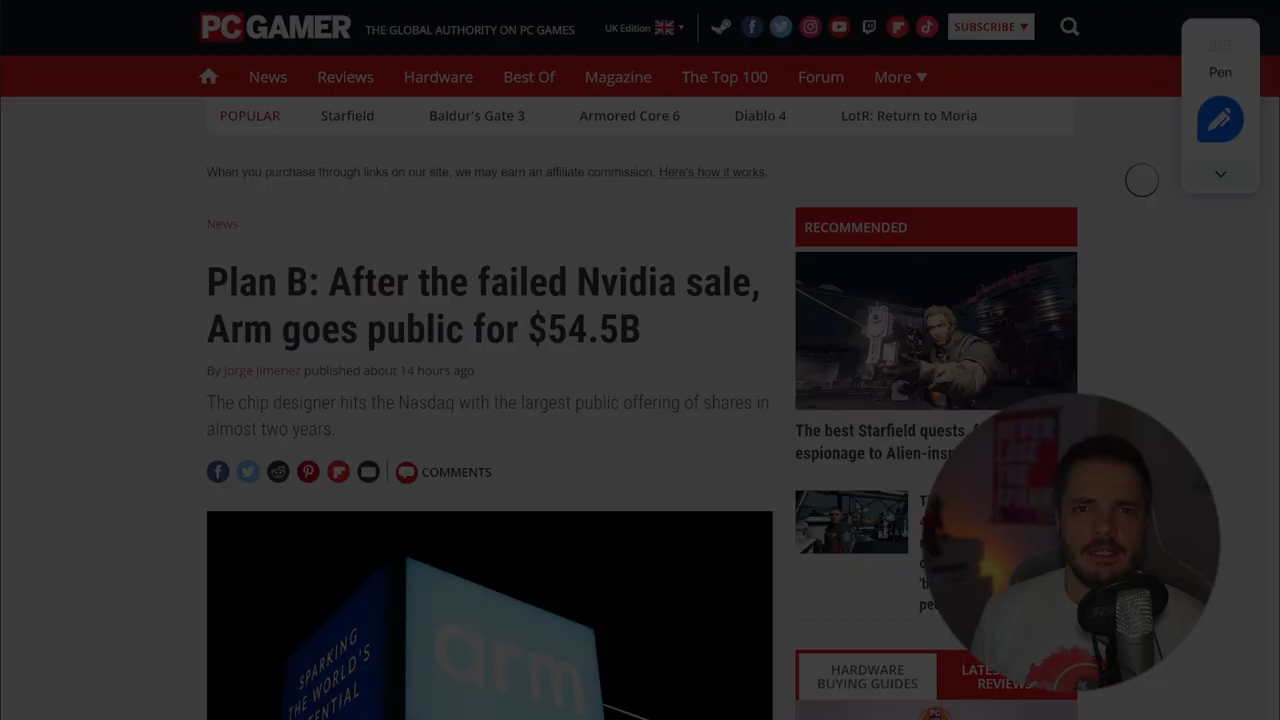 PC GAMER
THE GLOBAL AUTHORITY ON PC GAMES
UK Edition
SUBSCRIBE ▼
Pen
News
Reviews
Hardware
Best Of
Magazine
The Top 100
Forum
More ▼
POPULAR
Starfield
Baldur's Gate 3
Armored Core 6
Diablo 4
LotR: Return to Moria
When you purchase through links on our site, we may earn an affiliate commission. Here's how it works.
News
Plan B: After the failed Nvidia sale,
Arm goes public for $54.5B
By Jorge Jimenez published about 14 hours ago
The chip designer hits the Nasdaq with the largest public offering of shares in
almost two years.
COMMENTS
SPARKING
THE WORLD'S
arm
RECOMMENDED
The best Starfield quests,
espionage to Alien-
HARDWARE
BUYING GUIDES